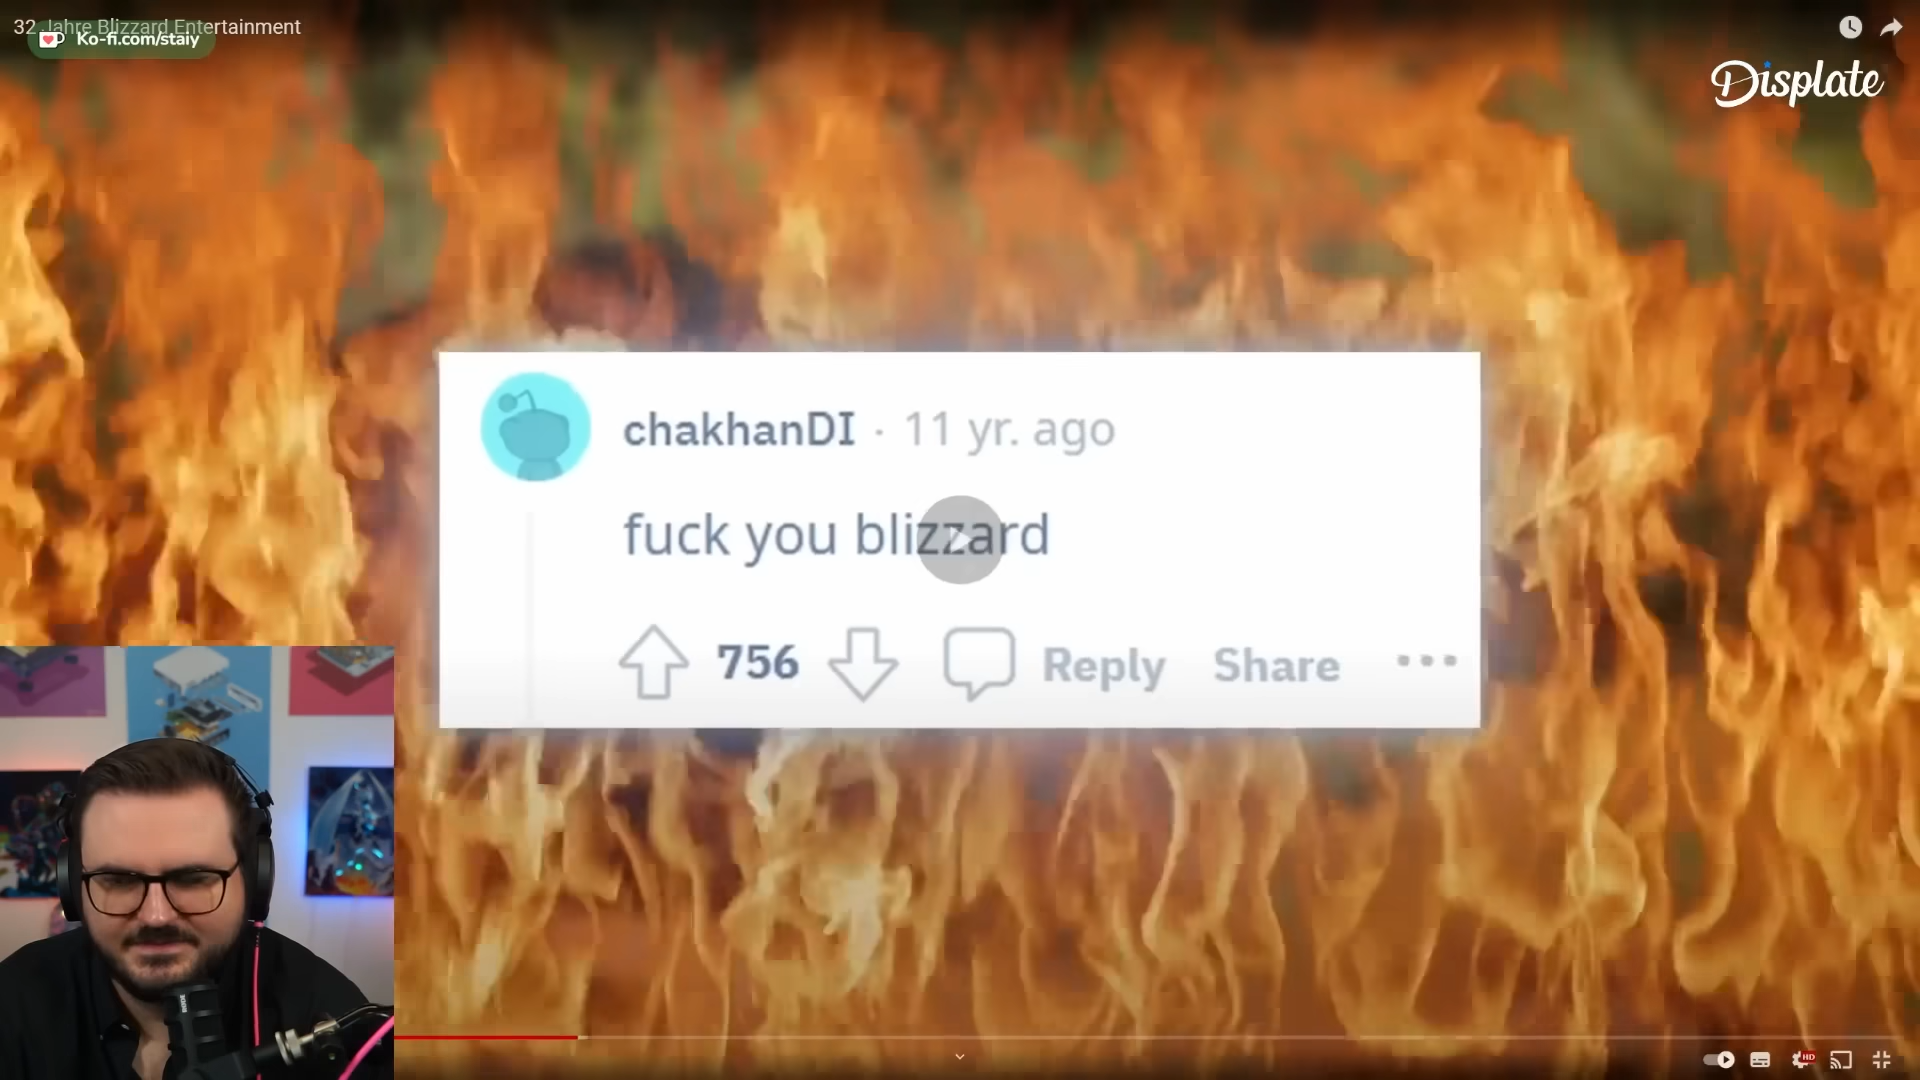 32 Jahre Blizzard Entertainment
Ko-fi.com/staiy
Displate
chakhanDI · 11 yr. ago
fuck you blizzard
756 Reply Share ...
HD